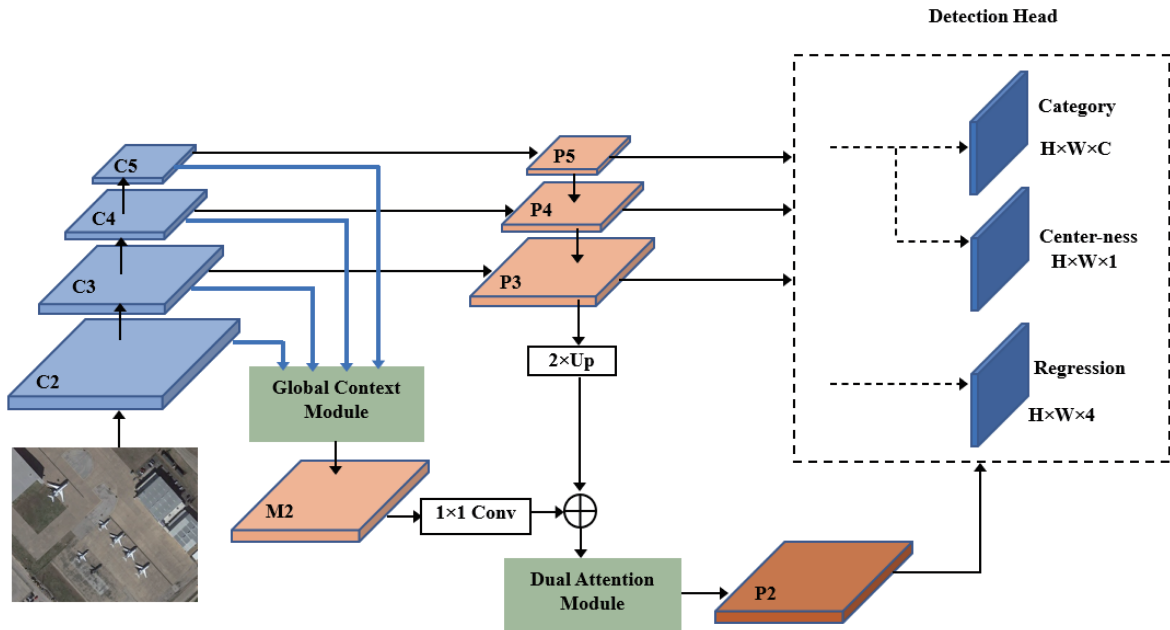 Detection Head
Category
H×W×C
Center-ness
H×W×1
Regression
H×W×4
C5
C4
C3
C2
P5
P4
P3
2×Up
Global Context
Module
M2
1×1 Conv
Dual Attention
Module
P2